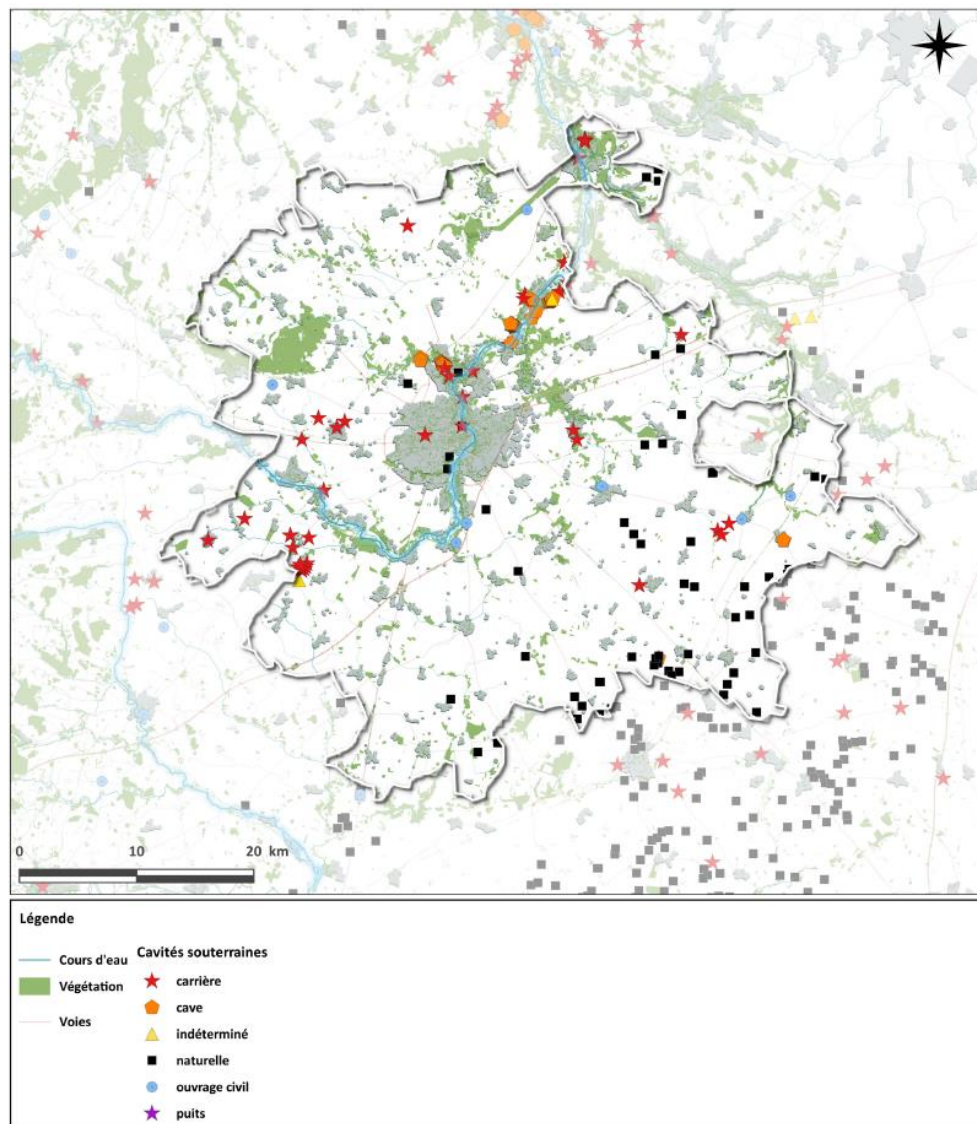 0 10 20 km
Légende
Cours d'eau
Végétation
Voies
Cavités souterraines
carrière
cave
indéterminé
naturelle
ouvrage civil
puits